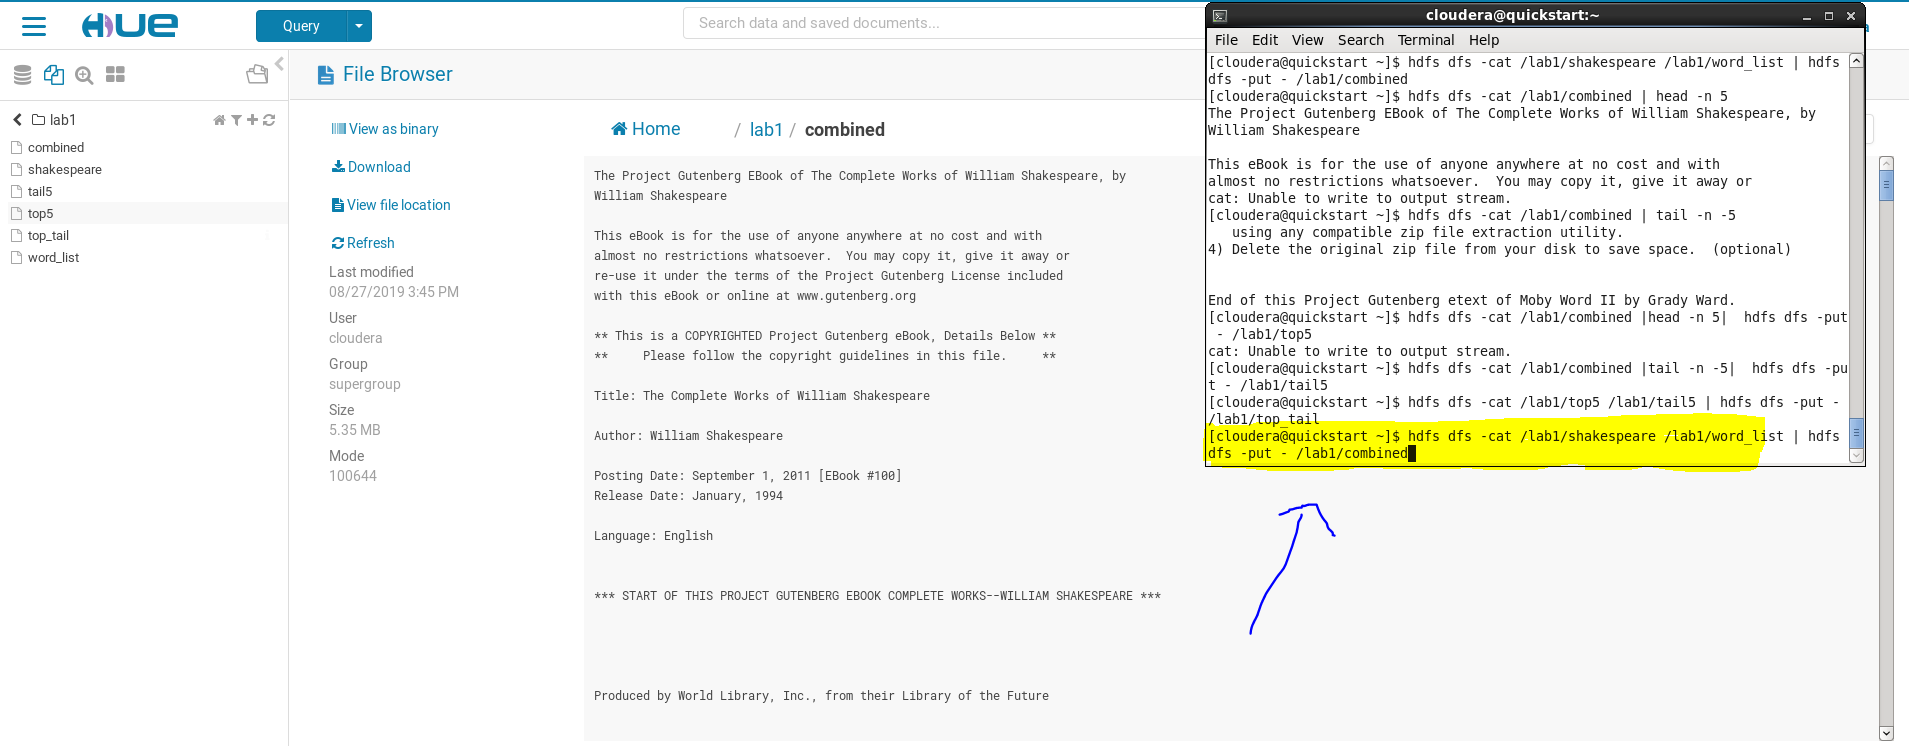 HUE
Query
Search data and saved documents...
lab1
combined
shakespeare
tail5
top5
top_tail
word_list
File Browser
View as binary
Download
View file location
Refresh
Last modified
08/27/2019 3:45 PM
User
cloudera
Group
supergroup
Size
5.35 MB
Mode
100644
Home / lab1 / combined
The Project Gutenberg EBook of The Complete Works of William Shakespeare, by
William Shakespeare
This eBook is for the use of anyone anywhere at no cost and with
almost no restrictions whatsoever.  You may copy it, give it away or
re-use it under the terms of the Project Gutenberg License included
with this eBook or online at www.gutenberg.org
** This is a COPYRIGHTED Project Gutenberg eBook, Details Below **
**     Please follow the copyright guidelines in this file.     **
Title: The Complete Works of William Shakespeare
Author: William Shakespeare
Posting Date: September 1, 2011 [EBook #100]
Release Date: January, 1994
Language: English
*** START OF THIS PROJECT GUTENBERG EBOOK COMPLETE WORKS--WILLIAM SHAKESPEARE ***
Produced by World Library, Inc., from their Library of the Future
cloudera@quickstart:~
File Edit View Search Terminal Help
[cloudera@quickstart ~]$ hdfs dfs -cat /lab1/shakespeare /lab1/word_list | hdfs
dfs -put - /lab1/combined
[cloudera@quickstart ~]$ hdfs dfs -cat /lab1/combined | head -n 5
The Project Gutenberg EBook of The Complete Works of William Shakespeare, by
William Shakespeare
This eBook is for the use of anyone anywhere at no cost and with
almost no restrictions whatsoever.  You may copy it, give it away or
cat: Unable to write to output stream.
[cloudera@quickstart ~]$ hdfs dfs -cat /lab1/combined | tail -n -5
   using any compatible zip file extraction utility.
4) Delete the original zip file from your disk to save space.  (optional)
End of this Project Gutenberg etext of Moby Word II by Grady Ward.
[cloudera@quickstart ~]$ hdfs dfs -cat /lab1/combined |head -n 5|  hdfs dfs -put
 - /lab1/top5
cat: Unable to write to output stream.
[cloudera@quickstart ~]$ hdfs dfs -cat /lab1/combined |tail -n -5|  hdfs dfs -pu
t - /lab1/tail5
[cloudera@quickstart ~]$ hdfs dfs -cat /lab1/top5 /lab1/tail5 | hdfs dfs -put -
/lab1/top_tail
[cloudera@quickstart ~]$ hdfs dfs -cat /lab1/shakespeare /lab1/word_list | hdfs
dfs -put - /lab1/combined